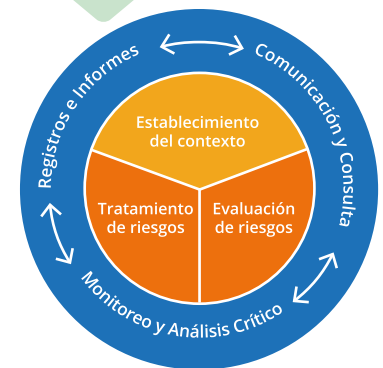 Registros e Informes
Comunicación y Consulta
Establecimiento
del contexto
Tratamiento
de riesgos
Evaluación
de riesgos
Monitoreo y Análisis Crítico